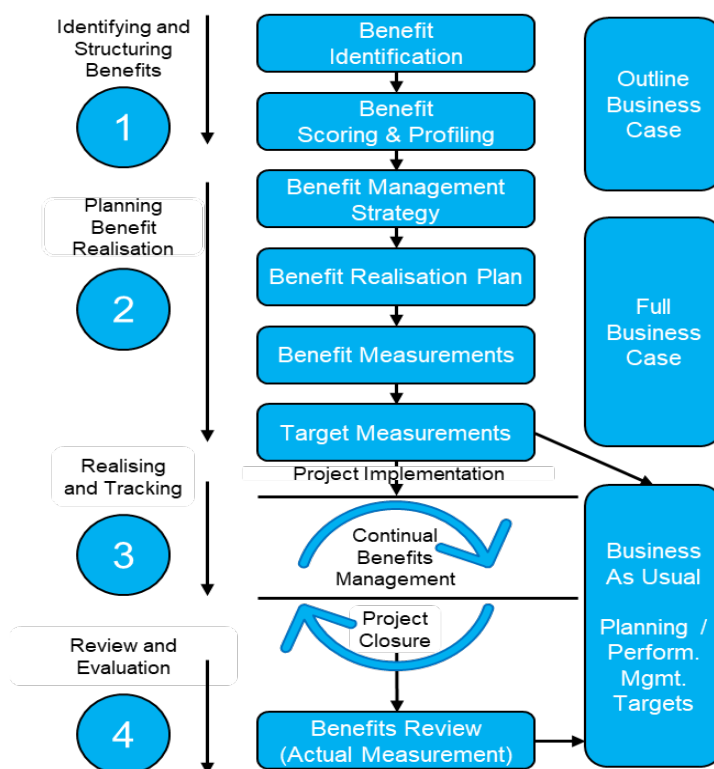 Identifying and
Structuring
Benefits
1
Planning
Benefit
Realisation
2
Realising
and Tracking
3
Review and
Evaluation
4
Benefit
Identification
Benefit
Scoring & Profiling
Benefit Management
Strategy
Benefit Realisation Plan
Benefit Measurements
Target Measurements
Project Implementation
Continual
Benefits
Management
Project
Closure
Benefits Review
(Actual Measurement)
Outline
Business
Case
Full
Business
Case
Business
As Usual
Planning /
Perform.
Mgmt.
Targets